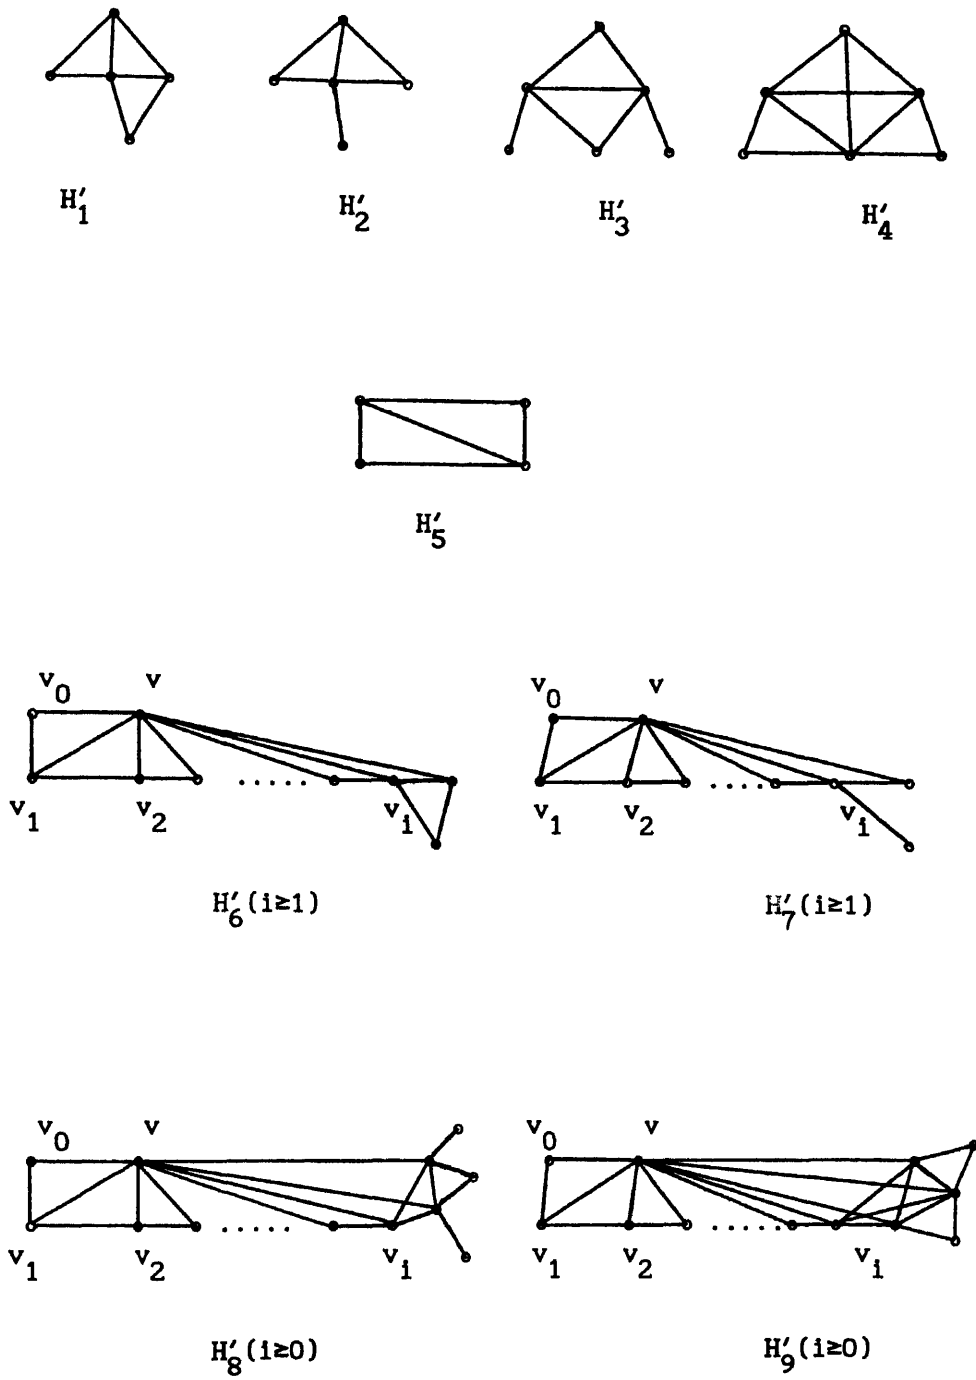 H′₁ H′₂ H′₃ H′₄
H′₅
v₀ v v₀ v
v₁ v₂ ..... vᵢ v₁ v₂ ..... vᵢ
H′₆(i≥1) H′₇(i≥1)
v₀ v v₀ v
v₁ v₂ ..... vᵢ v₁ v₂ ..... vᵢ
H′₈(i≥0) H′₉(i≥0)